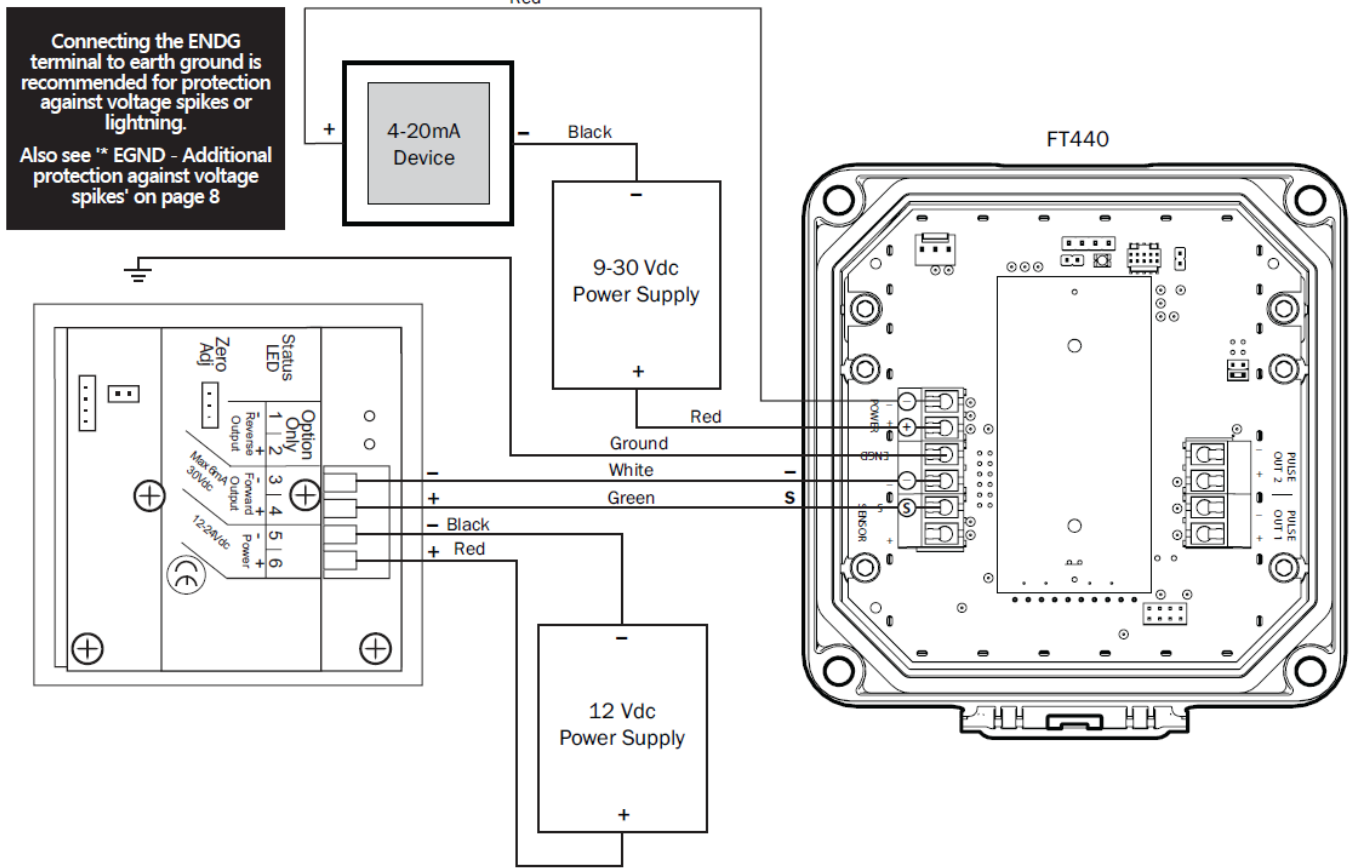 Red
Connecting the ENDG
terminal to earth ground is
recommended for protection
against voltage spikes or
lightning.
Also see '* EGND - Additional
protection against voltage
spikes' on page 8
+
4-20mA
Device
–
Black
–
9-30 Vdc
Power Supply
+
Red
FT440
Ground
– White –
+ Green S
– Black
+ Red
Zero
Adj
Status
LED
Option
Only
1 2
- Reverse +
Output
3 4
- Forward +
Output
Max 6mA
30Vdc
5 6
- Power +
12-24Vdc
CE
–
12 Vdc
Power Supply
+
POWER
–
–
+
+
ENGD
–
–
S
S
+
SENSOR
–
+
–
+
PULSE
OUT 2
PULSE
OUT 1